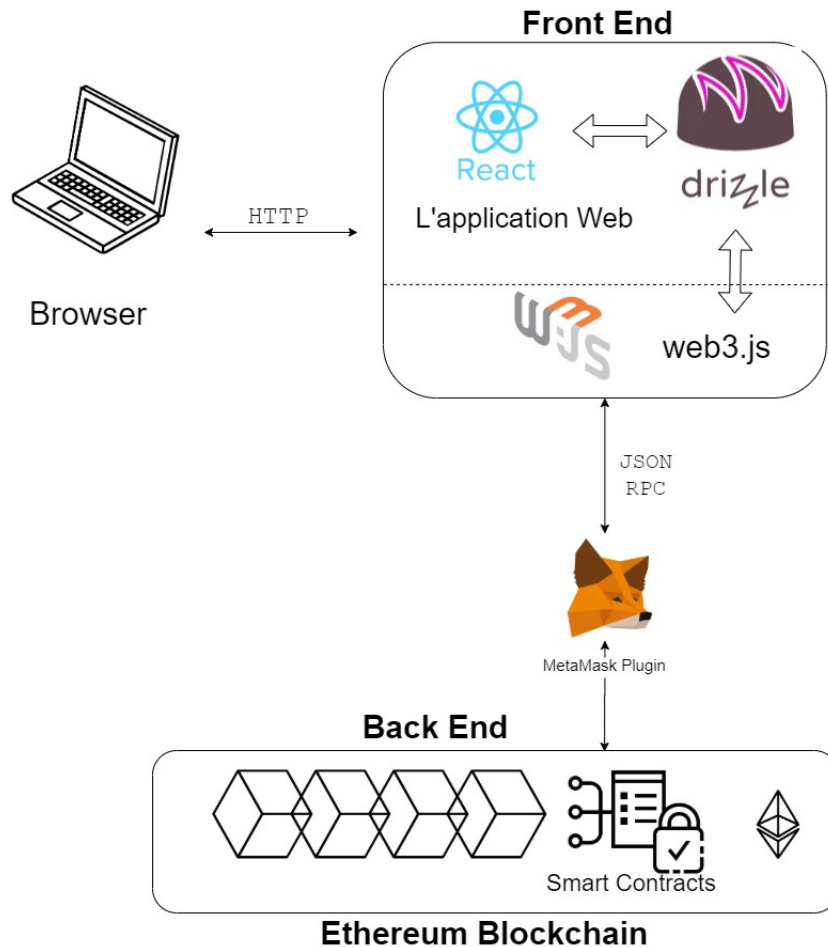 Front End
React
drizzle
L'application Web
HTTP
Browser
W3JS
web3.js
JSON
RPC
MetaMask Plugin
Back End
Smart Contracts
Ethereum Blockchain